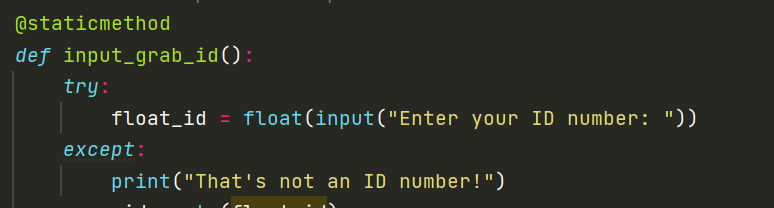 @staticmethod
def input_grab_id():
try:
float_id = float(input("Enter your ID number: "))
except:
print("That's not an ID number!")